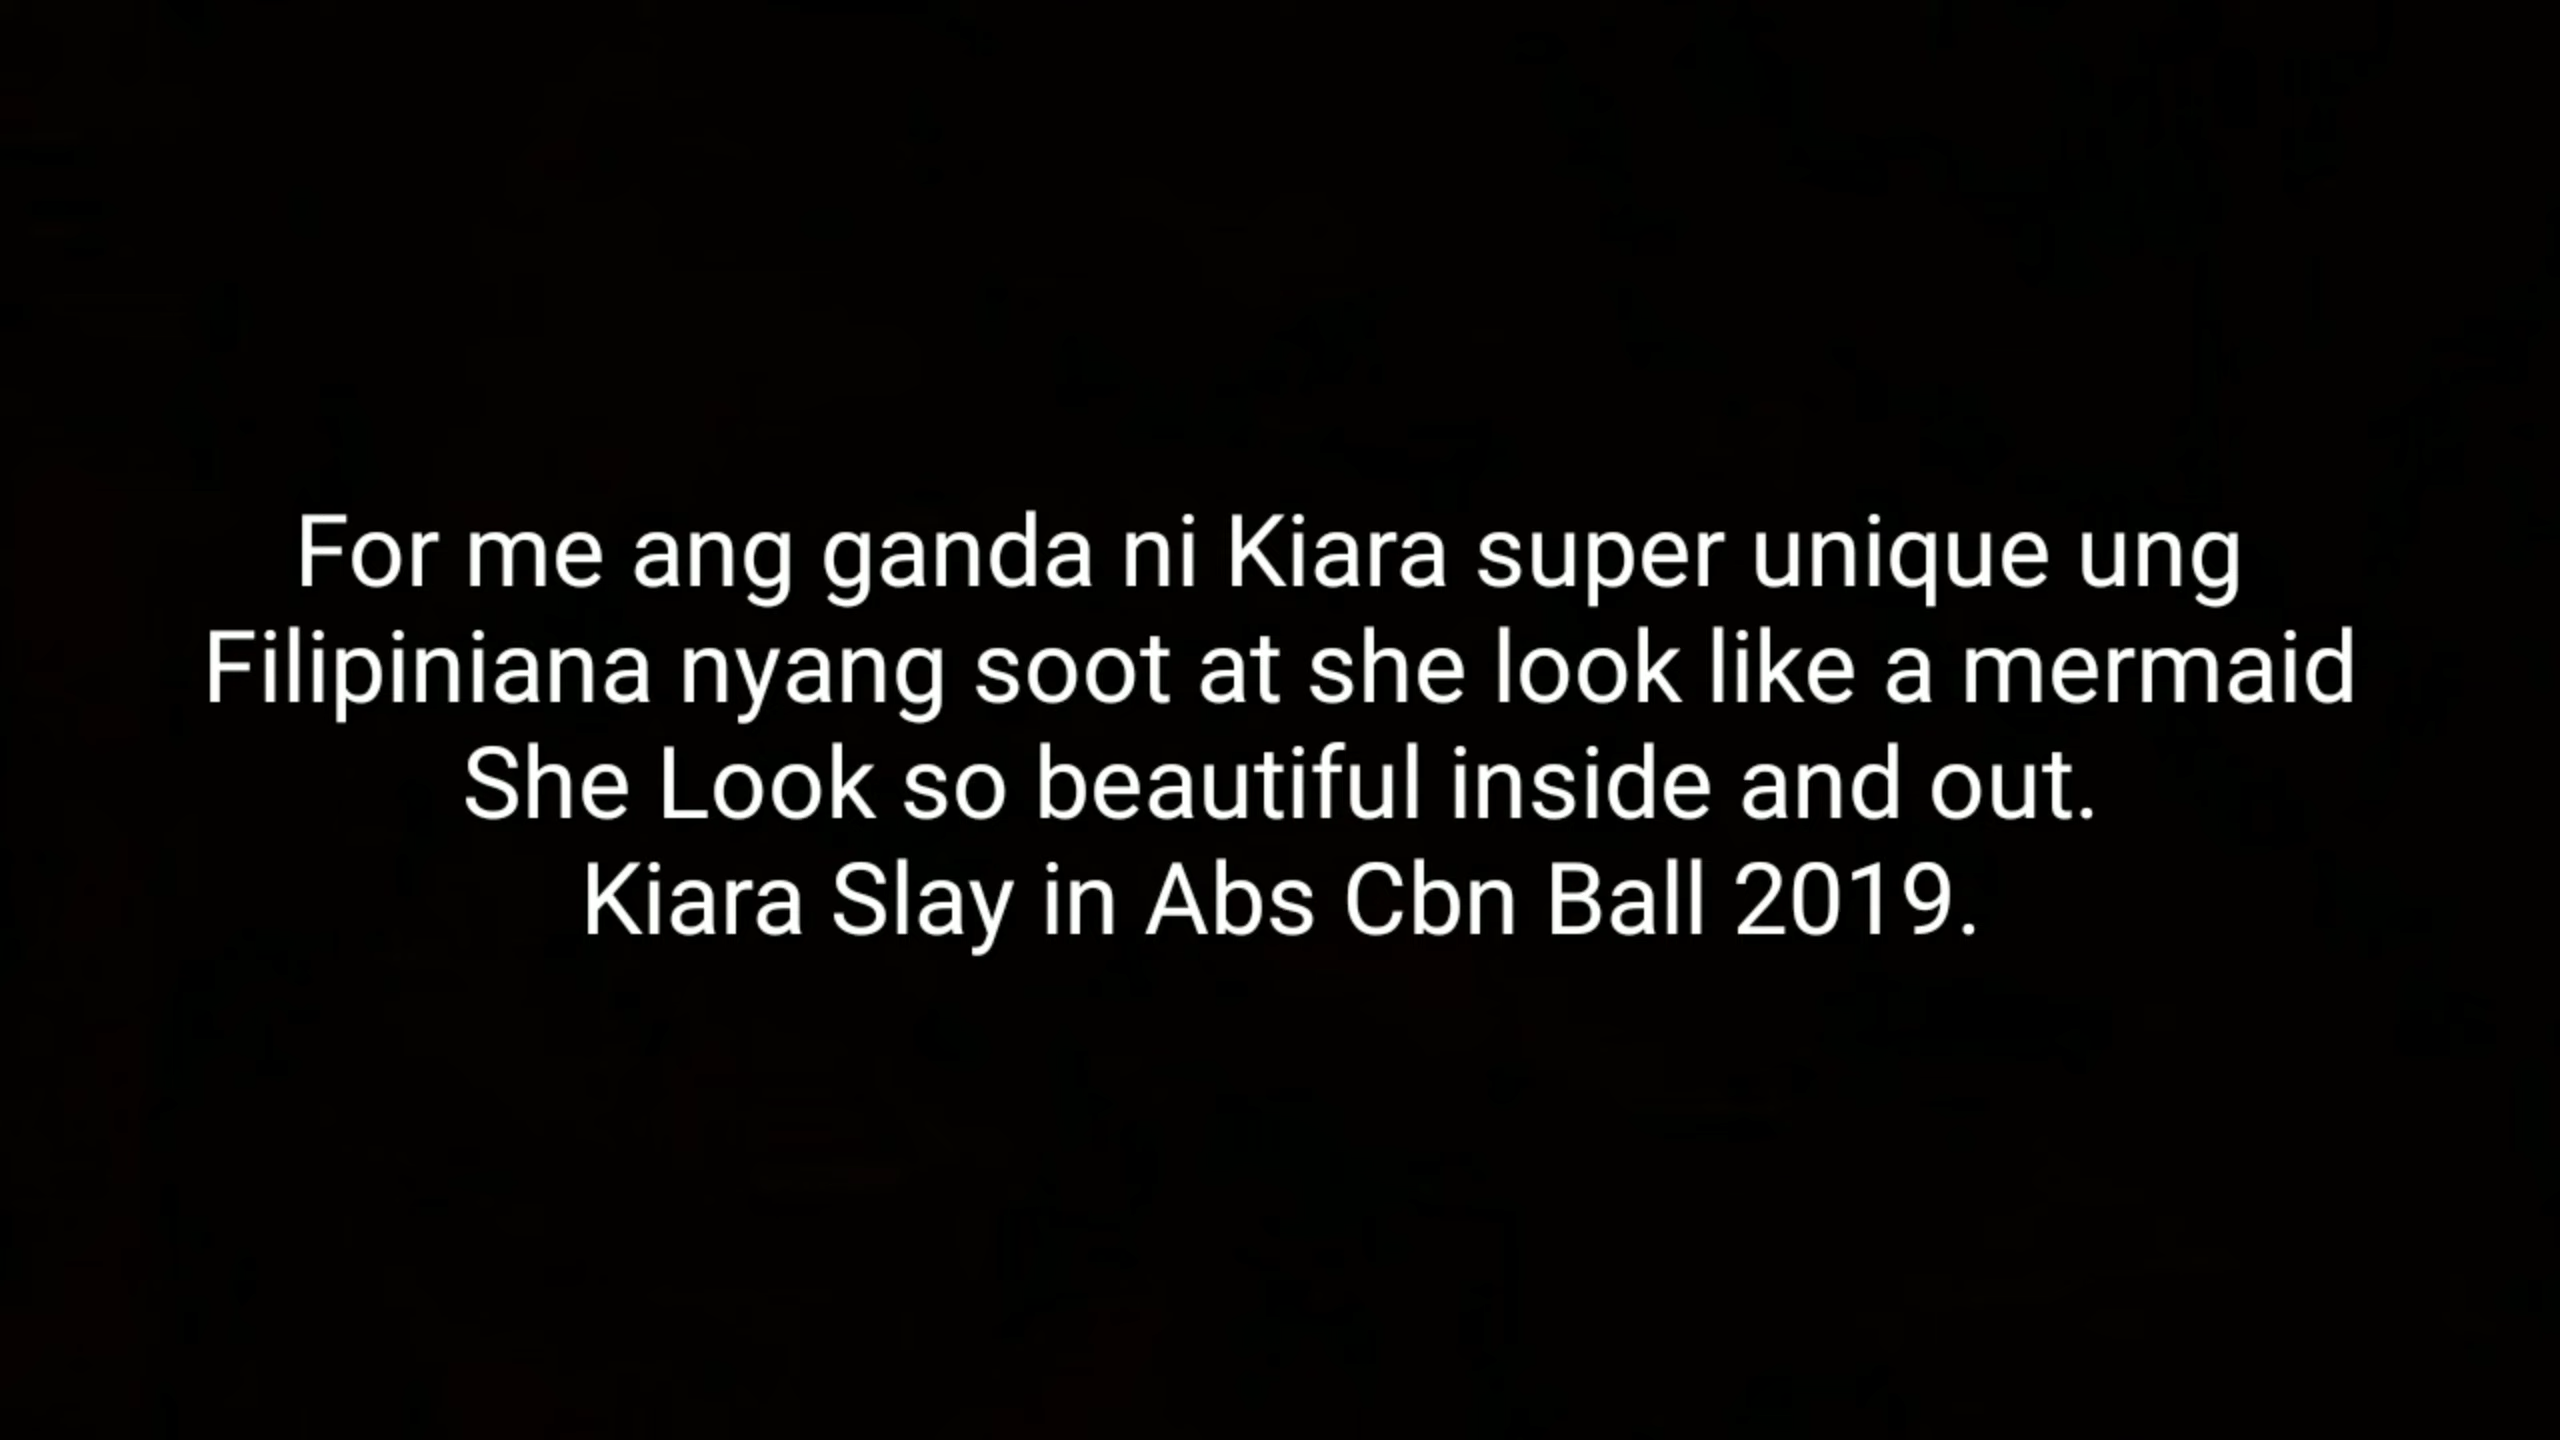 For me ang ganda ni Kiara super unique ung
Filipiniana nyang soot at she look like a mermaid
She Look so beautiful inside and out.
Kiara Slay in Abs Cbn Ball 2019.